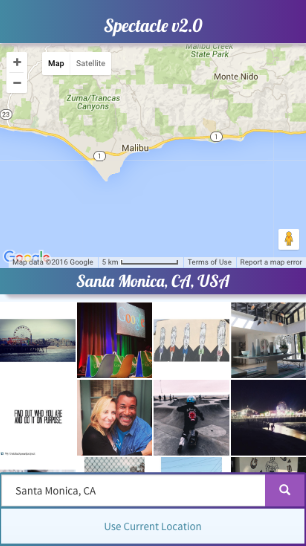 Spectacle v2.0
Malibu Creek
State Park
+
Map Satellite
Monte Nido
−
Zuma/Trancas
Canyons
23
1
Malibu
1
Google
Map data ©2016 Google 5 km Terms of Use Report a map error
Santa Monica, CA, USA
FIND OUT WHO YOU ARE
AND DO IT ON PURPOSE.
Santa Monica, CA
Use Current Location